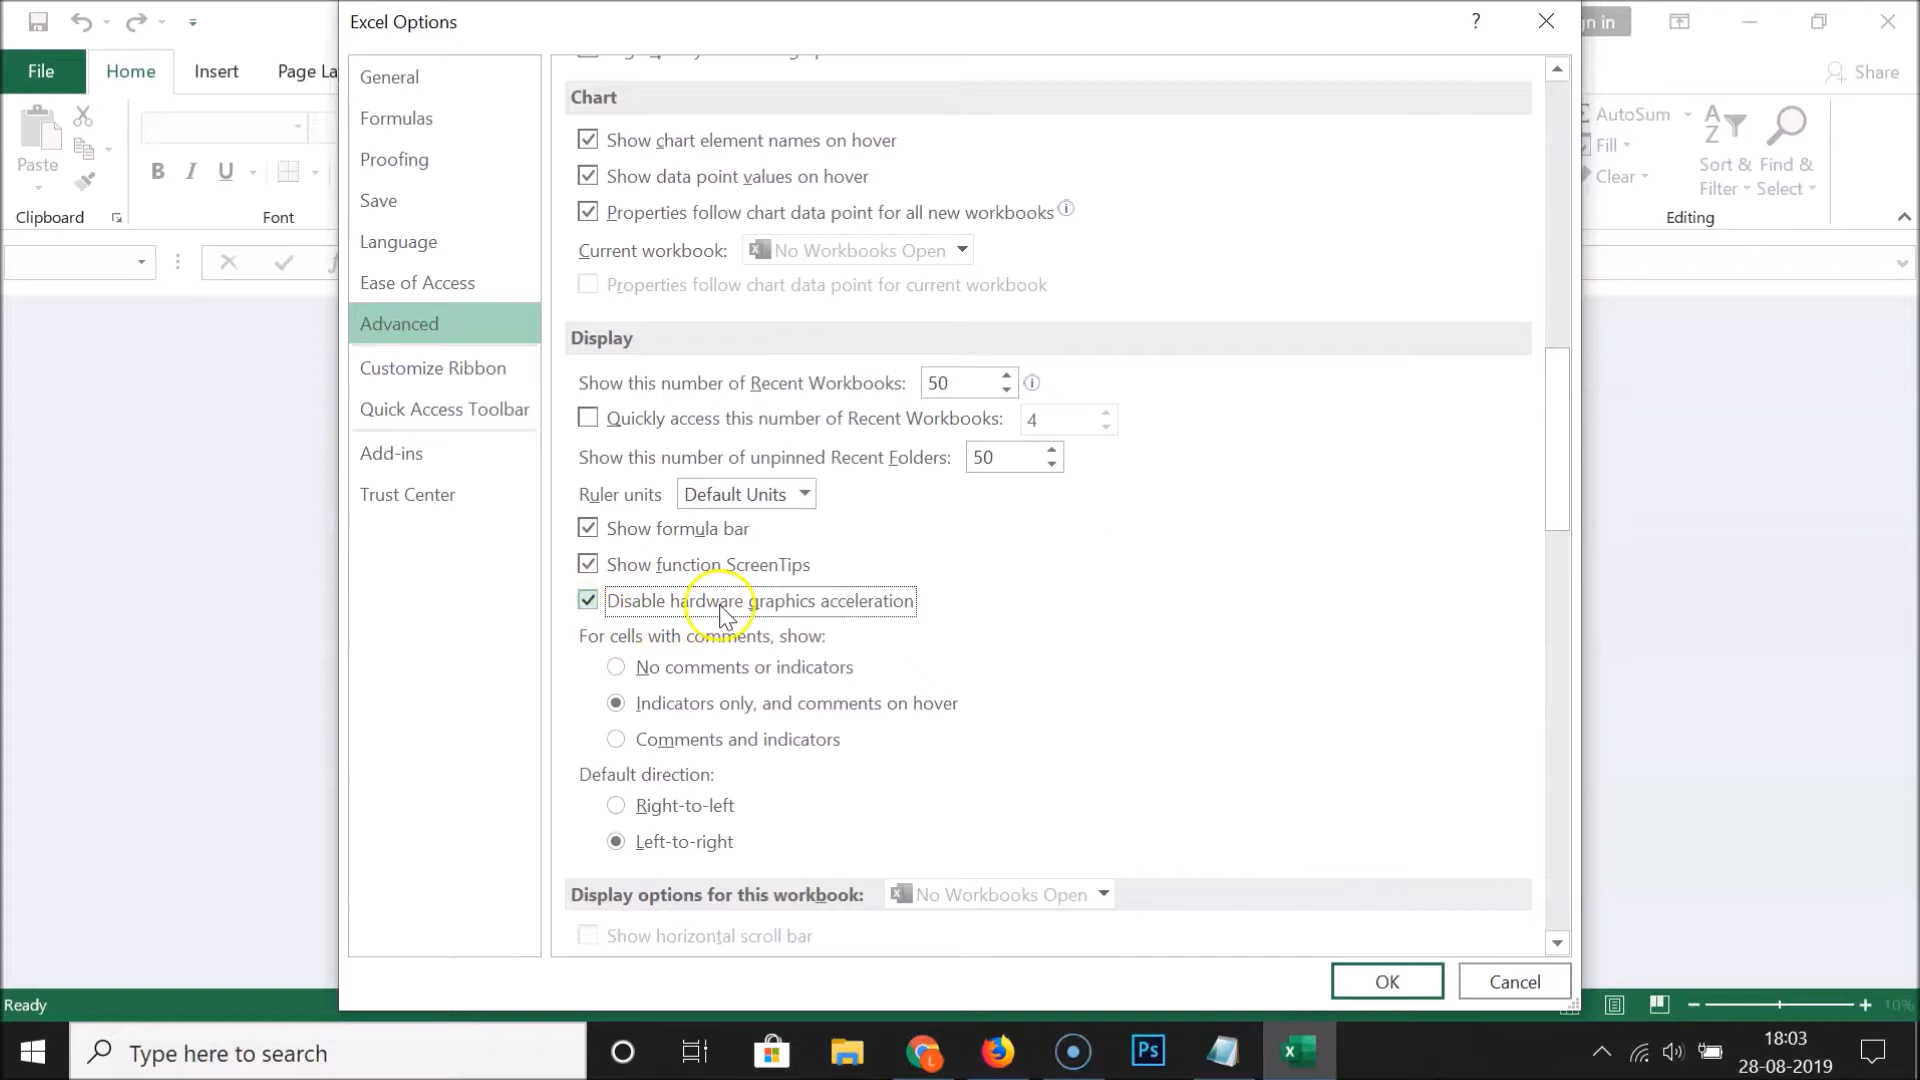 Excel Options
?
n in
File
Home
Insert
Page La
Share
Paste
B I U
Clipboard
Font
AutoSum
Fill
Clear
Sort & Filter
Find & Select
Editing
General
Formulas
Proofing
Save
Language
Ease of Access
Advanced
Customize Ribbon
Quick Access Toolbar
Add-ins
Trust Center
Chart
Show chart element names on hover
Show data point values on hover
Properties follow chart data point for all new workbooks
Current workbook: No Workbooks Open
Properties follow chart data point for current workbook
Display
Show this number of Recent Workbooks: 50
Quickly access this number of Recent Workbooks: 4
Show this number of unpinned Recent Folders: 50
Ruler units Default Units
Show formula bar
Show function ScreenTips
Disable hardware graphics acceleration
For cells with comments, show:
No comments or indicators
Indicators only, and comments on hover
Comments and indicators
Default direction:
Right-to-left
Left-to-right
Display options for this workbook: No Workbooks Open
Show horizontal scroll bar
OK
Cancel
Ready
10%
Type here to search
L
Ps
18:03
28-08-2019